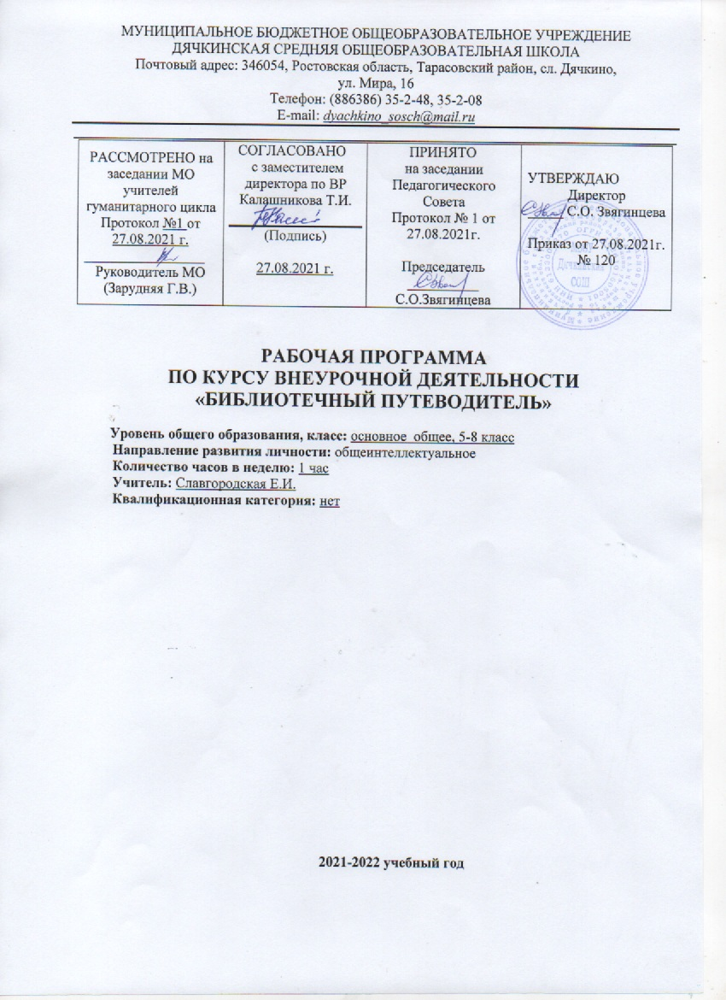 МУНИЦИПАЛЬНОЕ БЮДЖЕТНОЕ ОБЩЕОБРАЗОВАТЕЛЬНОЕ УЧРЕЖДЕНИЕ
ДЯЧКИНСКАЯ СРЕДНЯЯ ОБЩЕОБРАЗОВАТЕЛЬНАЯ ШКОЛА
Почтовый адрес: 346054, Ростовская область, Тарасовский район, сл. Дячкино,
ул. Мира, 16
Телефон: (886386) 35-2-48, 35-2-08
E-mail: dyachkino_sosch@mail.ru
РАССМОТРЕНО на
заседании МО
учителей
гуманитарного цикла
Протокол №1 от
27.08.2021 г.
Руководитель МО
(Зарудняя Г.В.)
СОГЛАСОВАНО
с заместителем
директора по ВР
Калашникова Т.И.
(Подпись)
27.08.2021 г.
ПРИНЯТО
на заседании
Педагогического
Совета
Протокол № 1 от
27.08.2021г.
Председатель
С.О.Звягинцева
УТВЕРЖДАЮ
Директор
С.О. Звягинцева
Приказ от 27.08.2021г.
№ 120
Дячкинская
СОШ
РАБОЧАЯ ПРОГРАММА
ПО КУРСУ ВНЕУРОЧНОЙ ДЕЯТЕЛЬНОСТИ
«БИБЛИОТЕЧНЫЙ ПУТЕВОДИТЕЛЬ»
Уровень общего образования, класс: основное общее, 5-8 класс
Направление развития личности: общеинтеллектуальное
Количество часов в неделю: 1 час
Учитель: Славгородская Е.И.
Квалификационная категория: нет
2021-2022 учебный год